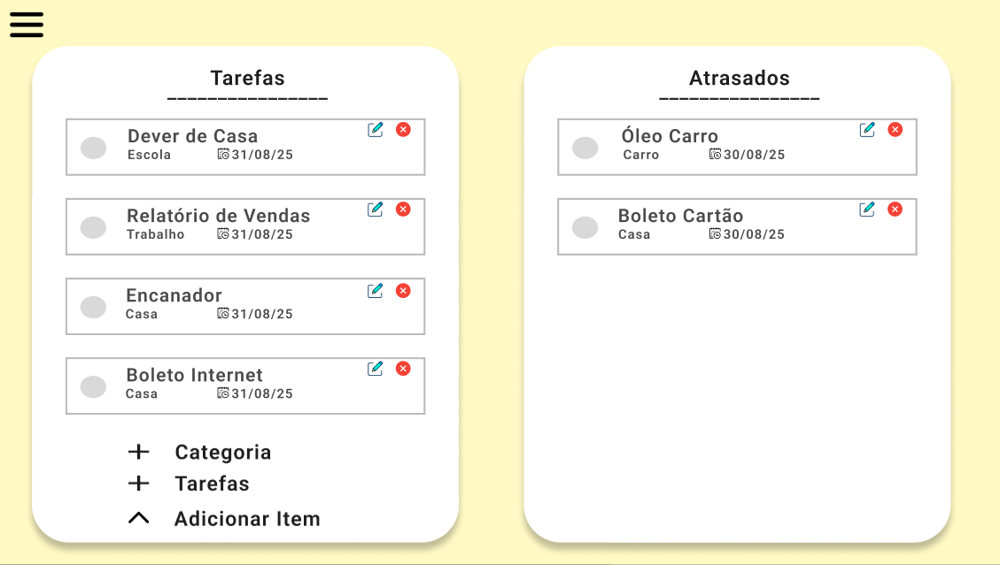 Tarefas
Dever de Casa
Escola 31/08/25
Relatório de Vendas
Trabalho 31/08/25
Encanador
Casa 31/08/25
Boleto Internet
Casa 31/08/25
Categoria
Tarefas
Adicionar Item
Atrasados
Óleo Carro
Carro 30/08/25
Boleto Cartão
Casa 30/08/25